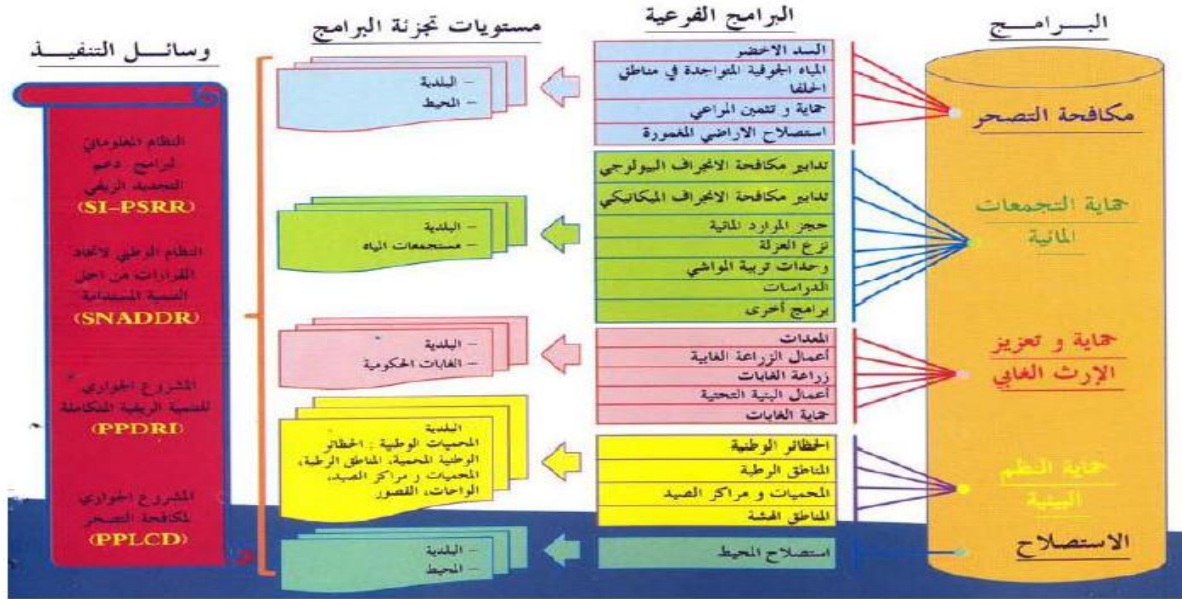 البرامج
مكافحة التصحر
حماية التجمعات
المائية
حماية و تعزيز
الإرث الغابي
حماية النظم
البيئية
الاستصلاح
البرامج الفرعية
السد الاخضر
المياه الجوفية المتواجدة في مناطق
الحلفا
حماية و تثمين المراعي
استصلاح الاراضي المغمورة
تدابير مكافحة الانجراف البيولوجي
تدابير مكافحة الانجراف الميكانيكي
حجز الموارد المائية
نزع العزلة
وحدات تربية المواشي
الدراسات
برامج أخرى
المعدات
أعمال الزراعة الغابية
زراعة الغابات
أعمال البنية التحتية
حماية الغابات
الحظائر الوطنية
المناطق الرطبة
المحميات و مراكز الصيد
المناطق الهشة
استصلاح المحيط
مستويات تجزئة البرامج
– البلدية
– المحيط
– البلدية
– مستجمعات المياه
– البلدية
– الغابات الحكومية
البلدية
المحميات الوطنية : الحظائر
الوطنية المحمية، المناطق الرطبة،
المحميات و مراكز الصيد،
الواحات، القصور
– البلدية
– المحيط
وسائل التنفيذ
النظام المعلوماتي
لبرامج دعم
التجديد الريفي
(SI-PSRR)
النظام الوطني لاتخاد
القرارات من اجل
التنمية المستدامة
(SNADDR)
المشروع الجواري
للتنمية الريفية المتكاملة
(PPDRI)
المشروع الجواري
لمكافحة التصحر
(PPLCD)